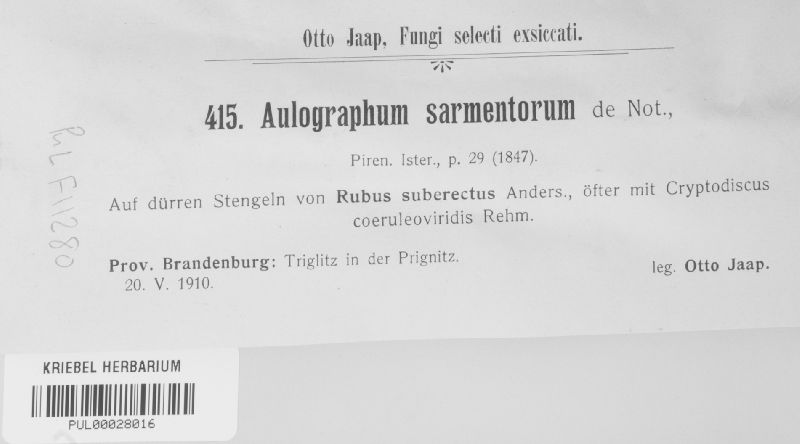 Otto Jaap, Fungi selecti exsiccati.
415. Aulographum sarmentorum de Not.,
Piren. Ister., p. 29 (1847).
Auf dürren Stengeln von Rubus suberectus Anders., öfter mit Cryptodiscus
coeruleoviridis Rehm.
Prov. Brandenburg: Triglitz in der Prignitz.
20. V. 1910.
leg. Otto Jaap.
PUL F11280
KRIEBEL HERBARIUM
PUL00028016